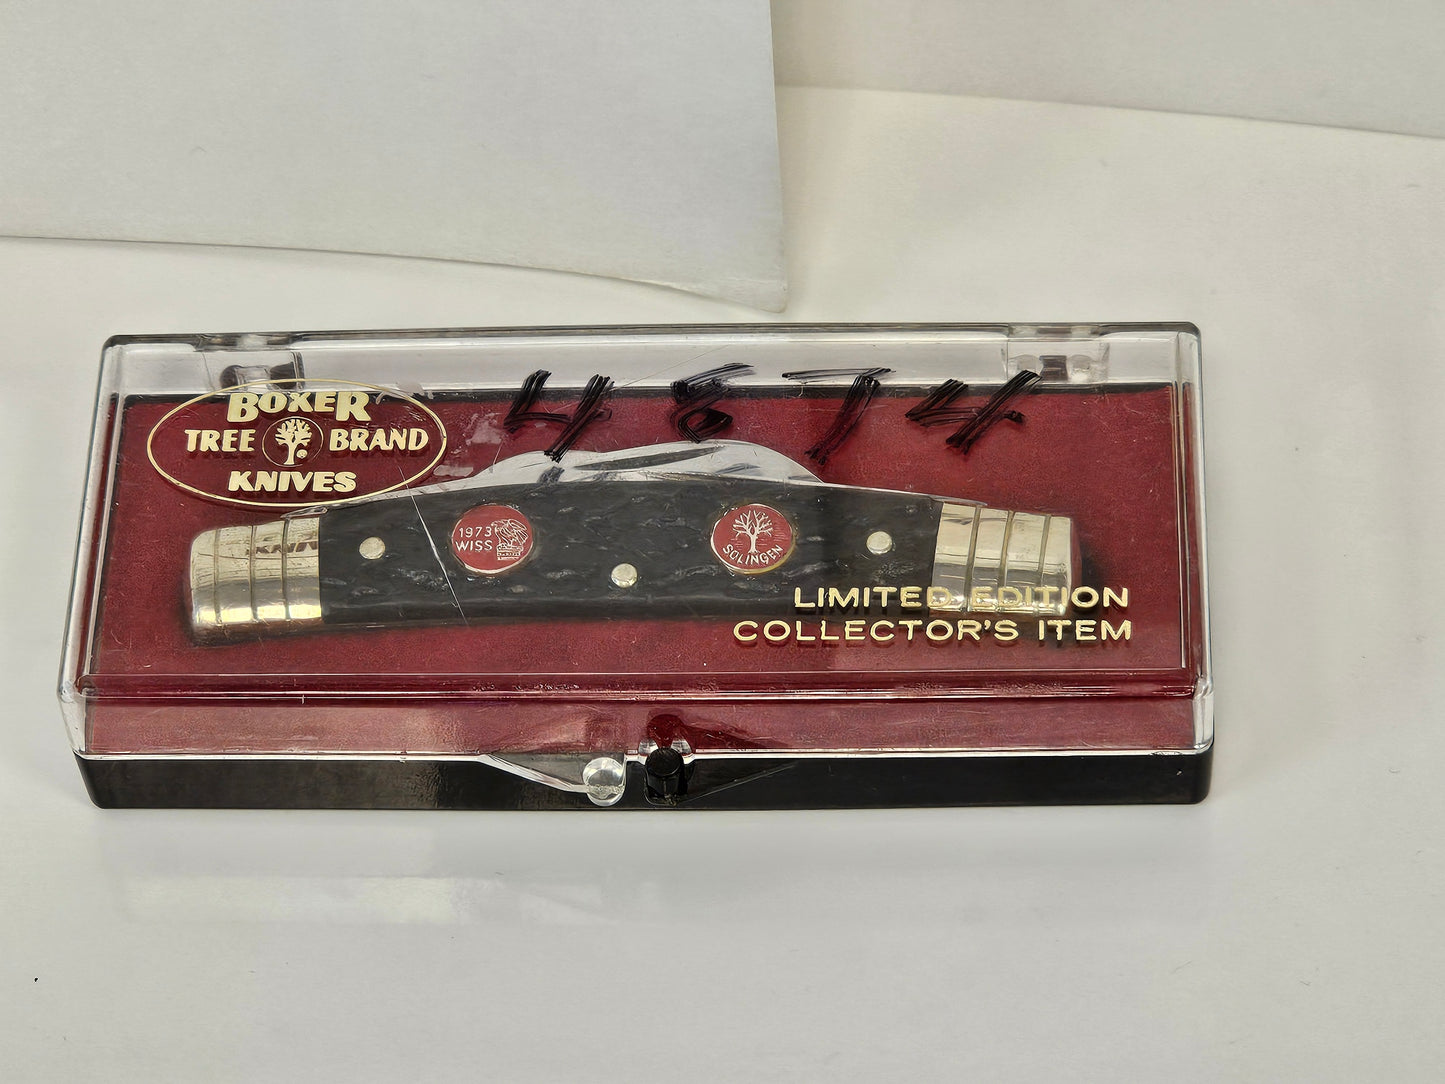 4874
BOXER
TREE BRAND
KNIVES
1973
WISS
SOLINGEN
LIMITED EDITION
COLLECTOR'S ITEM